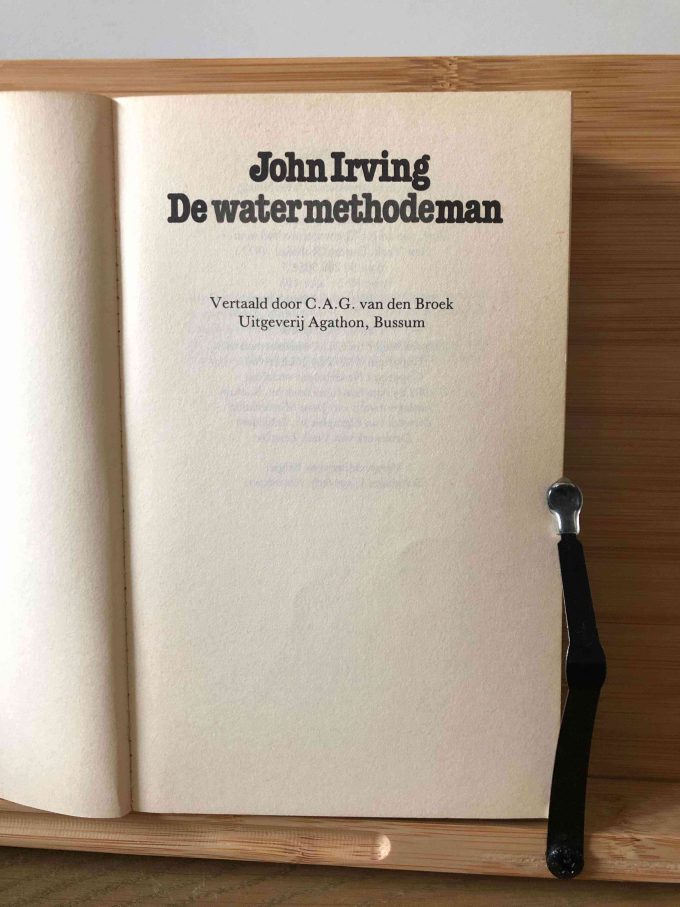 John Irving
De watermethodeman
Vertaald door C.A.G. van den Broek
Uitgeverij Agathon, Bussum